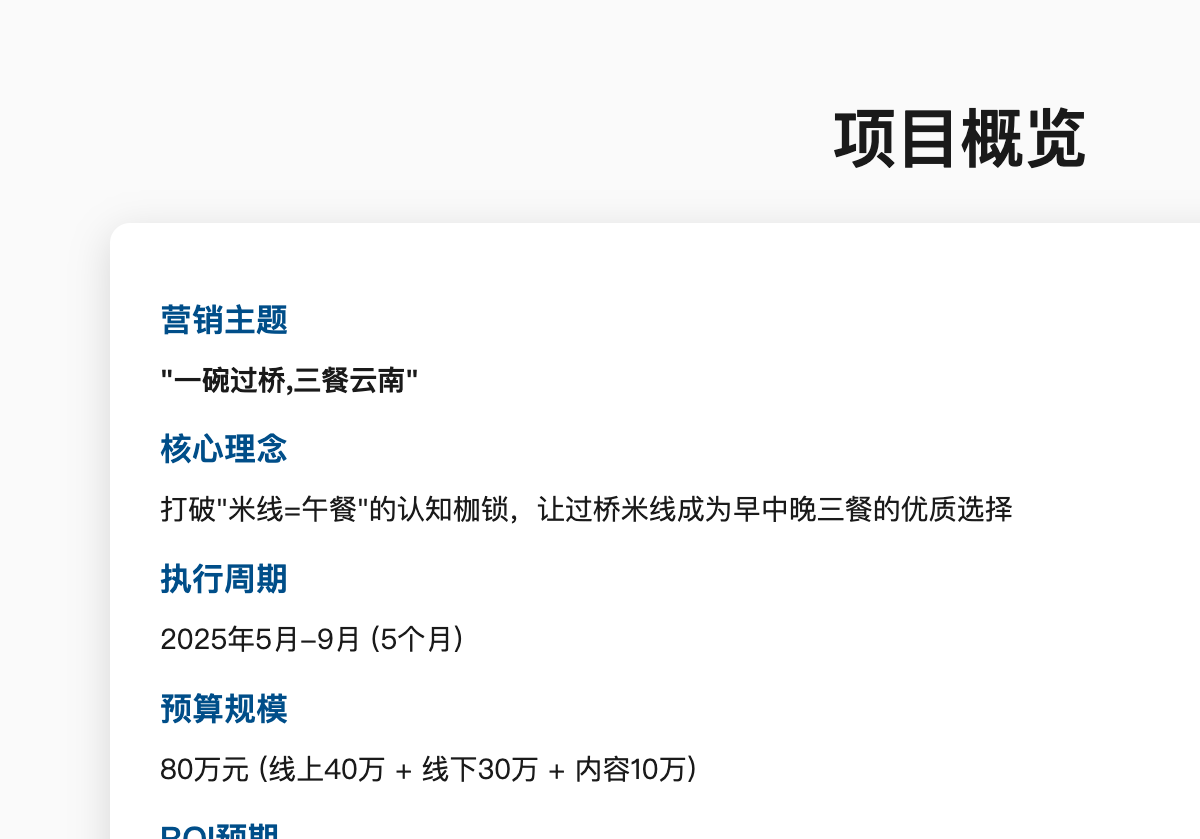 项目概览
营销主题
"一碗过桥,三餐云南"
核心理念
打破"米线=午餐"的认知枷锁，让过桥米线成为早中晚三餐的优质选择
执行周期
2025年5月-9月 (5个月)
预算规模
80万元 (线上40万 + 线下30万 + 内容10万)
ROI预期